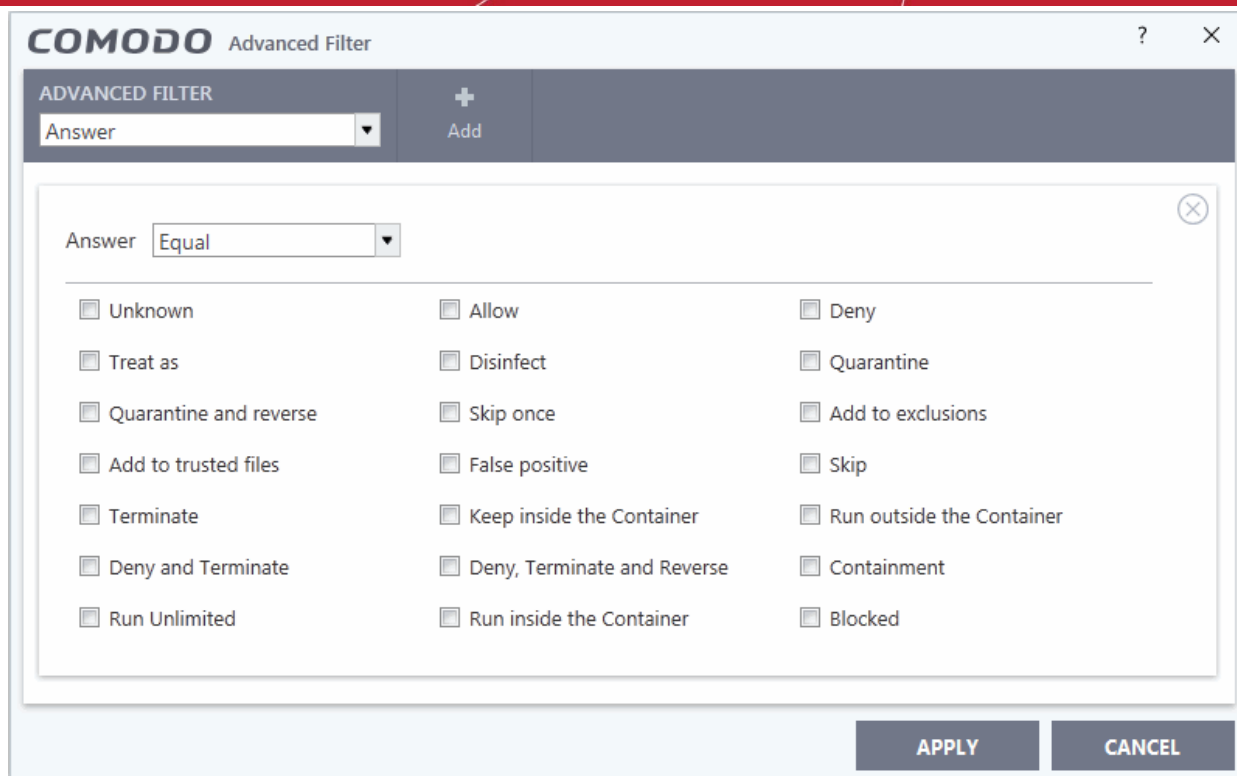 COMODO Advanced Filter ?
ADVANCED FILTER
Answer
Add
Answer Equal
Unknown Allow Deny
Treat as Disinfect Quarantine
Quarantine and reverse Skip once Add to exclusions
Add to trusted files False positive Skip
Terminate Keep inside the Container Run outside the Container
Deny and Terminate Deny, Terminate and Reverse Containment
Run Unlimited Run inside the Container Blocked
APPLY CANCEL